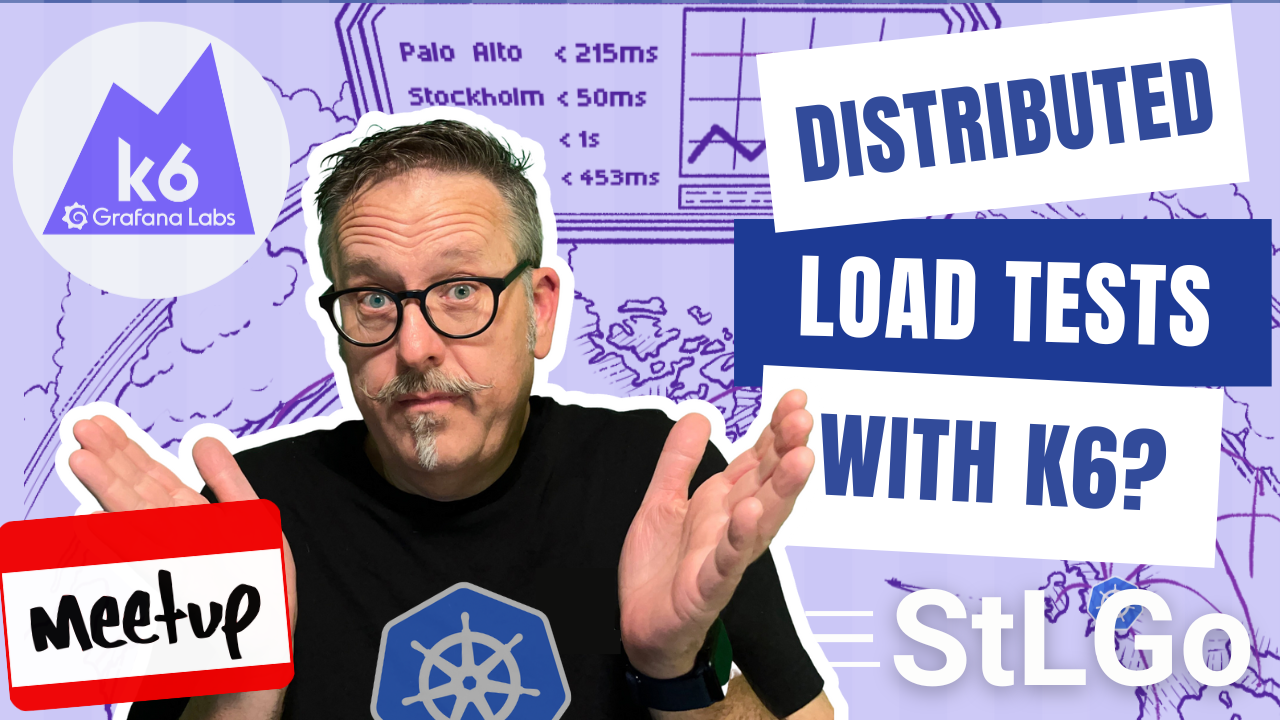 k6
Grafana Labs
Palo Alto < 215ms
Stockholm < 50ms
< 1s
< 453ms
DISTRIBUTED
LOAD TESTS
WITH K6?
meetup
StLGo